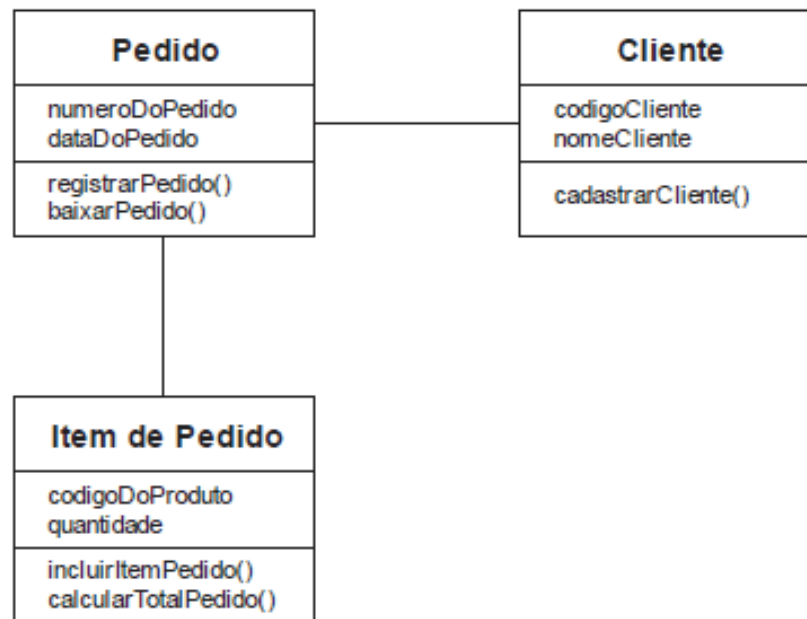 Pedido
numeroDoPedido
dataDoPedido
registrarPedido()
baixarPedido()
Cliente
codigoCliente
nomeCliente
cadastrarCliente()
Item de Pedido
codigoDoProduto
quantidade
incluirItemPedido()
calcularTotalPedido()